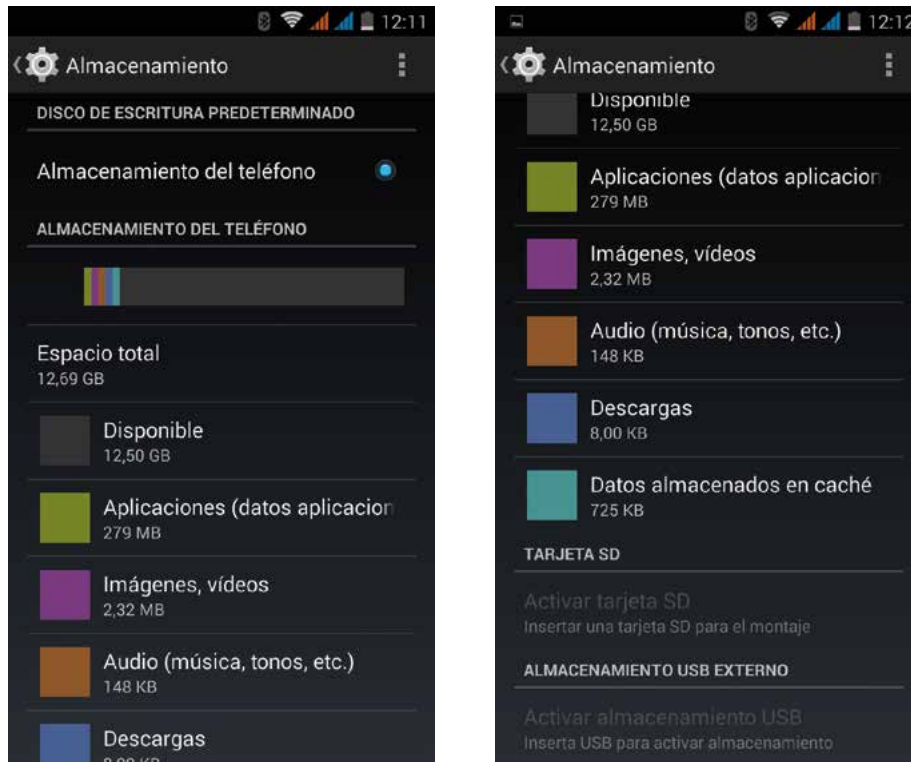 12:11
Almacenamiento
DISCO DE ESCRITURA PREDETERMINADO
Almacenamiento del teléfono
ALMACENAMIENTO DEL TELÉFONO
Espacio total
12,69 GB
Disponible
12,50 GB
Aplicaciones (datos aplicacion
279 MB
Imágenes, vídeos
2,32 MB
Audio (música, tonos, etc.)
148 KB
Descargas
8,00 KB
12:12
Almacenamiento
Disponible
12,50 GB
Aplicaciones (datos aplicacion
279 MB
Imágenes, vídeos
2,32 MB
Audio (música, tonos, etc.)
148 KB
Descargas
8,00 KB
Datos almacenados en caché
725 KB
TARJETA SD
Activar tarjeta SD
Insertar una tarjeta SD para el montaje
ALMACENAMIENTO USB EXTERNO
Activar almacenamiento USB
Inserta USB para activar almacenamiento